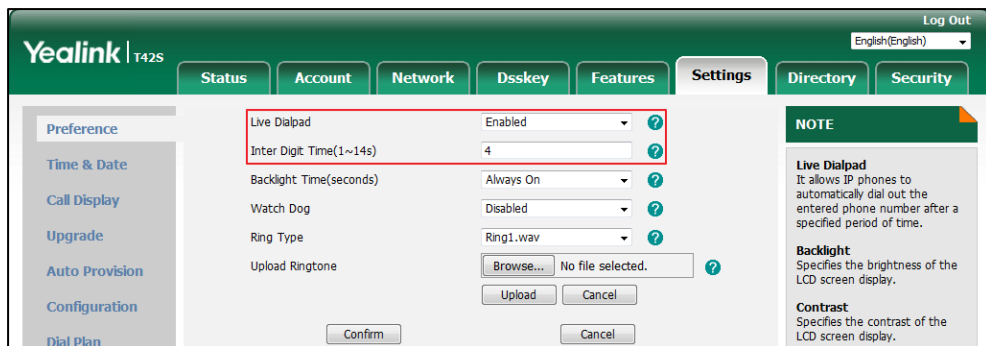 Log Out
Yealink T42S
English(English)
Status Account Network Dsskey Features Settings Directory Security
Preference
Time & Date
Call Display
Upgrade
Auto Provision
Configuration
Dial Plan
Live Dialpad Enabled ?
Inter Digit Time(1~14s) 4 ?
Backlight Time(seconds) Always On ?
Watch Dog Disabled ?
Ring Type Ring1.wav ?
Upload Ringtone Browse... No file selected. ?
Upload Cancel
Confirm Cancel
NOTE
Live Dialpad
It allows IP phones to
automatically dial out the
entered phone number after a
specified period of time.
Backlight
Specifies the brightness of the
LCD screen display.
Contrast
Specifies the contrast of the
LCD screen display.